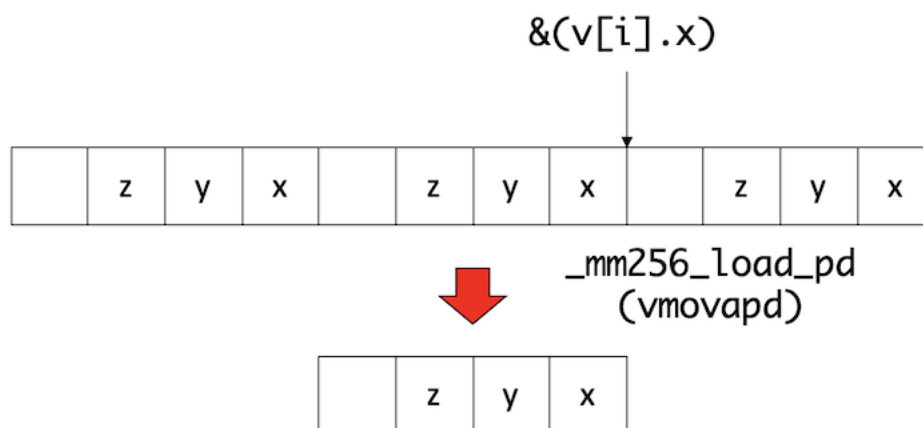 &(v[i].x)
z y x z y x z y x
_mm256_load_pd
(vmovapd)
z y x